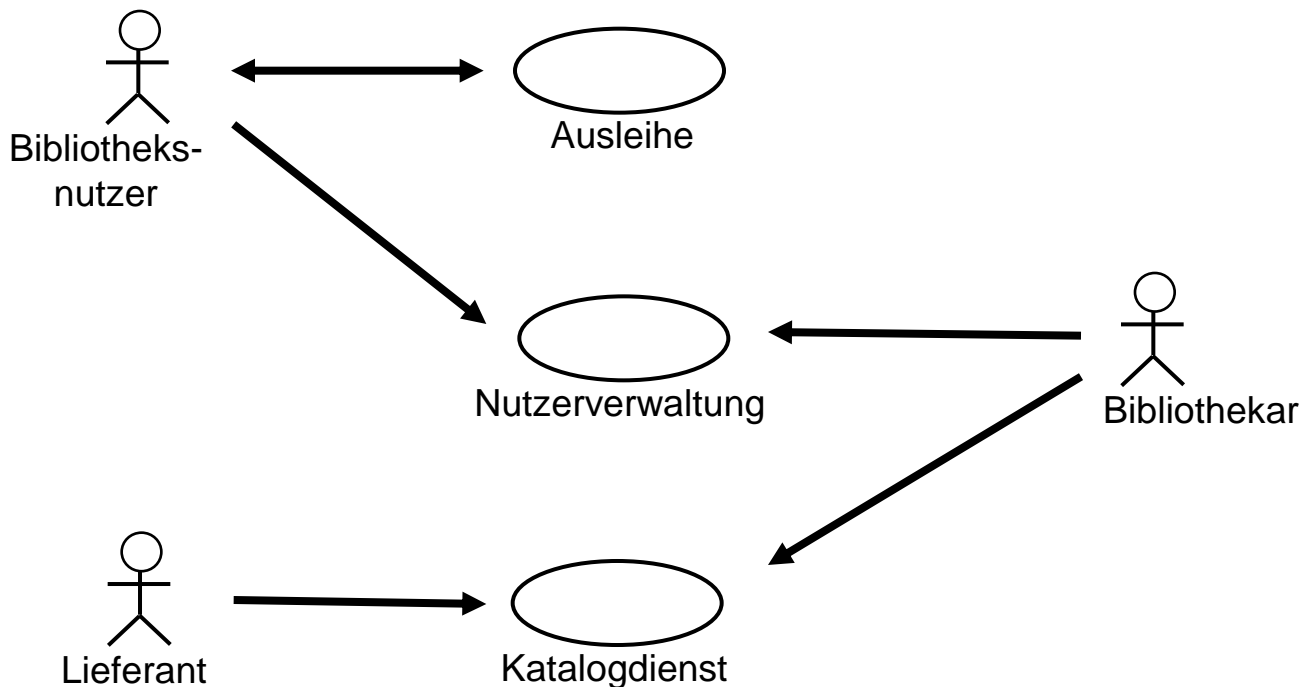 Ausleihe
Bibliotheks-
nutzer
Nutzerverwaltung
Bibliothekar
Lieferant
Katalogdienst